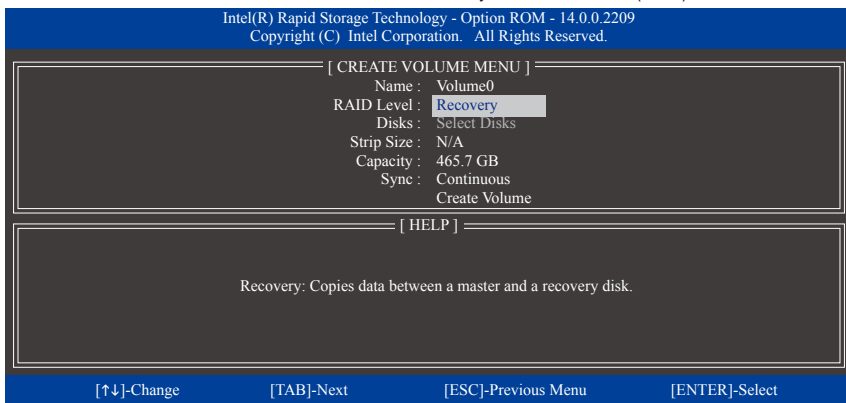 Intel(R) Rapid Storage Technology - Option ROM - 14.0.0.2209
Copyright (C) Intel Corporation. All Rights Reserved.
[ CREATE VOLUME MENU ]
Name : Volume0
RAID Level : Recovery
Disks : Select Disks
Strip Size : N/A
Capacity : 465.7 GB
Sync : Continuous
Create Volume
[ HELP ]
Recovery: Copies data between a master and a recovery disk.
[↑↓]-Change [TAB]-Next [ESC]-Previous Menu [ENTER]-Select